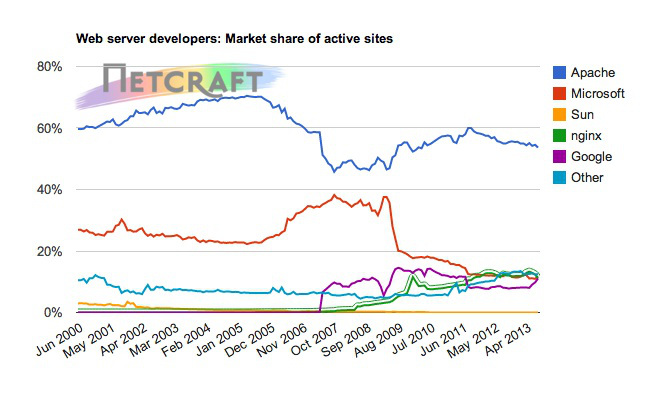 Web server developers: Market share of active sites
NETCRAFT
80%
60%
40%
20%
0%
Jun 2000
May 2001
Apr 2002
Mar 2003
Feb 2004
Jan 2005
Dec 2005
Nov 2006
Oct 2007
Sep 2008
Aug 2009
Jul 2010
Jun 2011
May 2012
Apr 2013
Apache
Microsoft
Sun
nginx
Google
Other